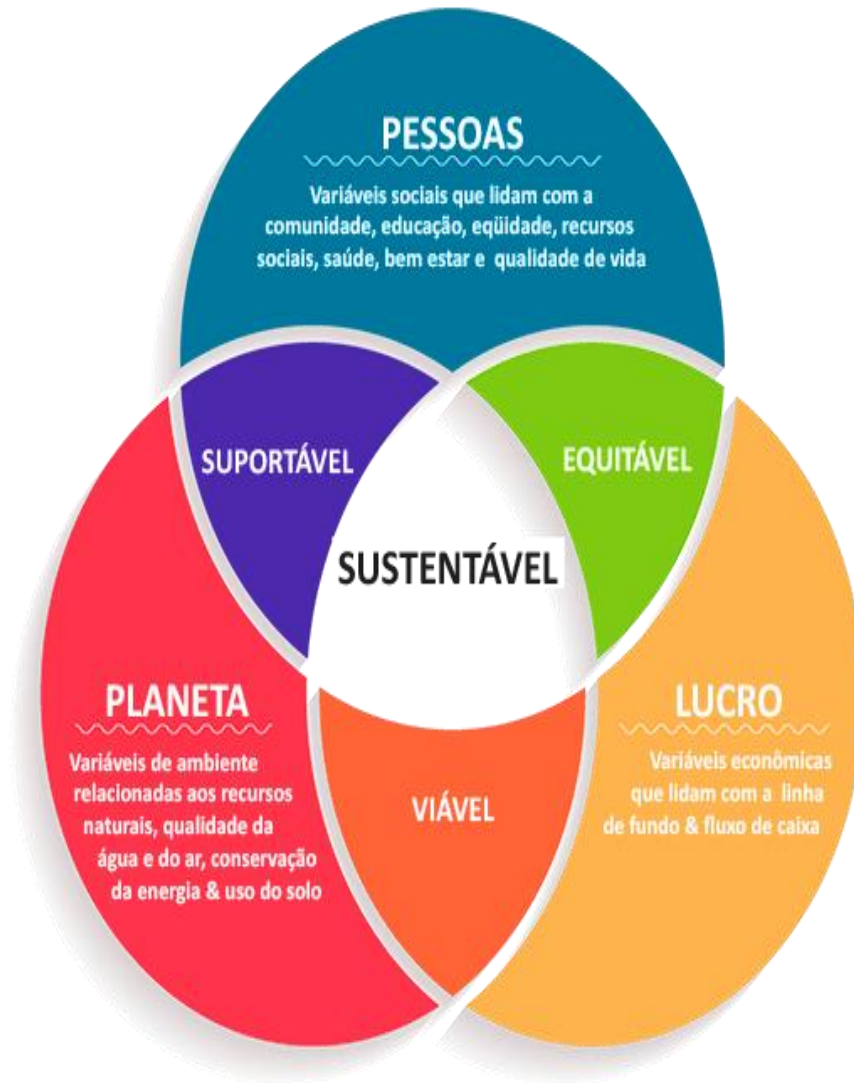 PESSOAS
Variáveis sociais que lidam com a
comunidade, educação, eqüidade, recursos
sociais, saúde, bem estar e qualidade de vida
SUPORTÁVEL
EQUITÁVEL
SUSTENTÁVEL
PLANETA
Variáveis de ambiente
relacionadas aos recursos
naturais, qualidade da
água e do ar, conservação
da energia & uso do solo
LUCRO
Variáveis econômicas
que lidam com a linha
de fundo & fluxo de caixa
VIÁVEL